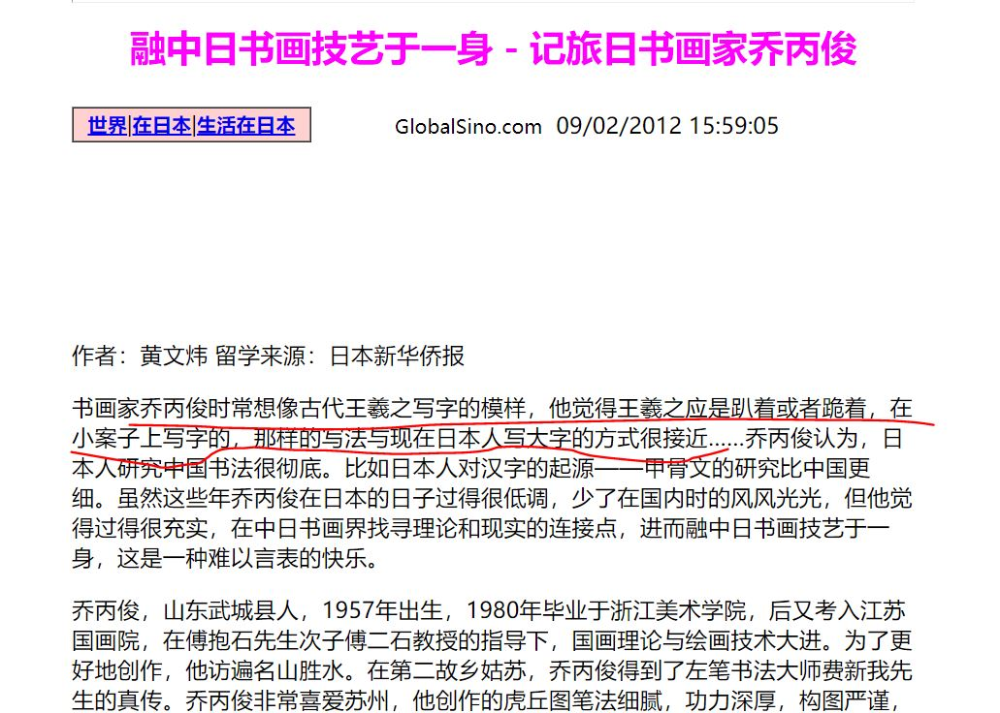 融中日书画技艺于一身 - 记旅日书画家乔丙俊
世界|在日本|生活在日本 GlobalSino.com 09/02/2012 15:59:05
作者：黄文炜 留学来源：日本新华侨报
书画家乔丙俊时常想像古代王羲之写字的模样，他觉得王羲之应是趴着或者跪着，在
小案子上写字的，那样的写法与现在日本人写大字的方式很接近……乔丙俊认为，日
本人研究中国书法很彻底。比如日本人对汉字的起源——甲骨文的研究比中国更
细。虽然这些年乔丙俊在日本的日子过得很低调，少了在国内时的风风光光，但他觉
得过得很充实，在中日书画界找寻理论和现实的连接点，进而融中日书画技艺于一
身，这是一种难以言表的快乐。
乔丙俊，山东武城县人，1957年出生，1980年毕业于浙江美术学院，后又考入江苏
国画院，在傅抱石先生次子傅二石教授的指导下，国画理论与绘画技术大进。为了更
好地创作，他访遍名山胜水。在第二故乡姑苏，乔丙俊得到了左笔书法大师费新我先
生的真传。乔丙俊非常喜爱苏州，他创作的虎丘图笔法细腻，功力深厚，构图严谨，